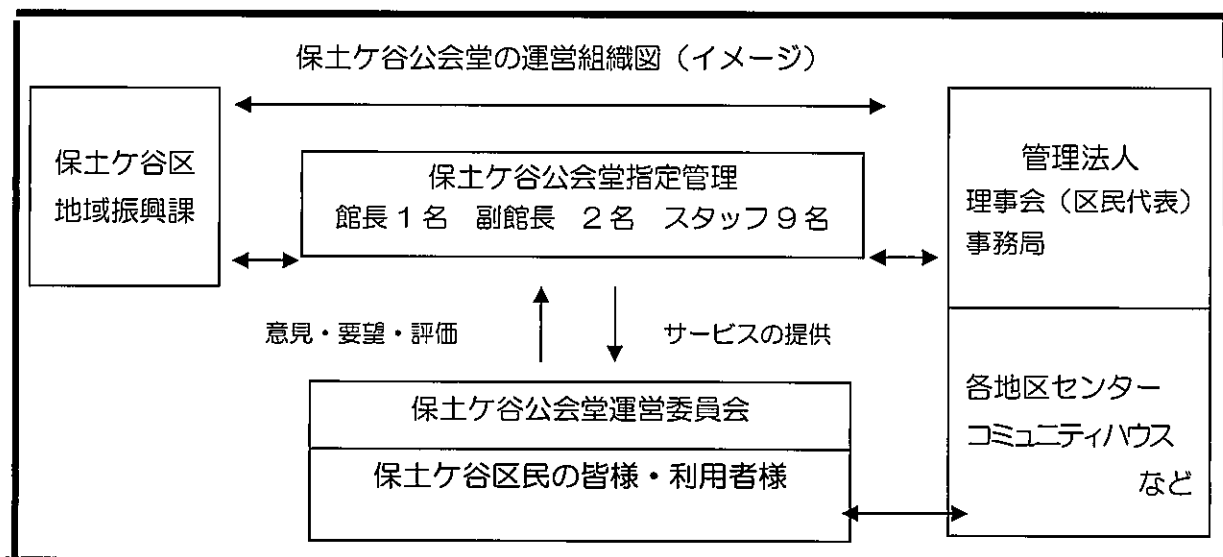 保土ケ谷公会堂の運営組織図（イメージ）
保土ケ谷区
地域振興課
保土ケ谷公会堂指定管理
館長１名　副館長　２名　スタッフ９名
管理法人
理事会（区民代表）
事務局
意見・要望・評価
サービスの提供
保土ケ谷公会堂運営委員会
保土ケ谷区民の皆様・利用者様
各地区センター
コミュニティハウス
など